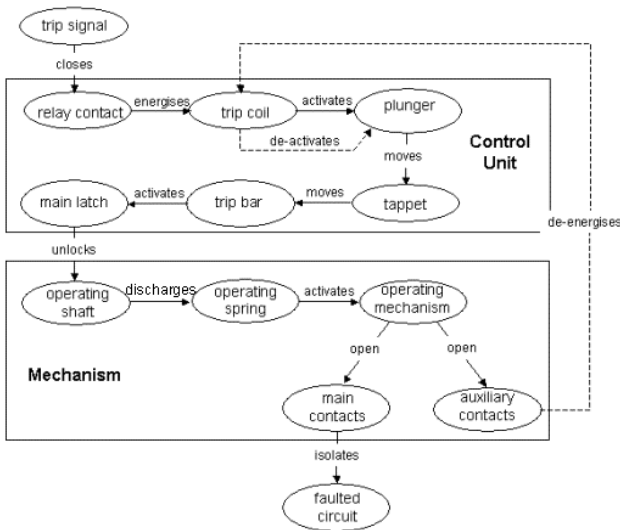 trip signal
closes
relay contact
energises
trip coil
activates
plunger
de-activates
Control
Unit
moves
main latch
activates
trip bar
moves
tappet
de-energises
unlocks
operating
shaft
discharges
operating
spring
activates
operating
mechanism
open
open
Mechanism
main
contacts
auxiliary
contacts
isolates
faulted
circuit